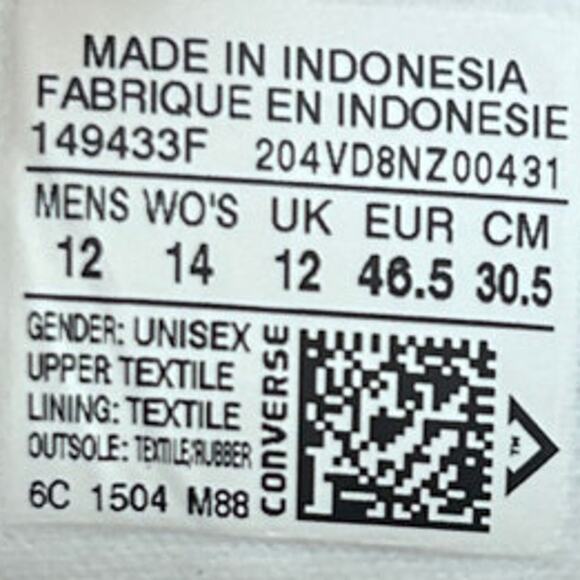 MADE IN INDONESIA
FABRIQUE EN INDONESIE
149433F 204VD8NZ00431
MENS WO'S UK EUR CM
12 14 12 46.5 30.5
GENDER: UNISEX
UPPER TEXTILE
LINING: TEXTILE
OUTSOLE: TEXTILE/RUBBER
6C 1504 M88
CONVERSE
TM